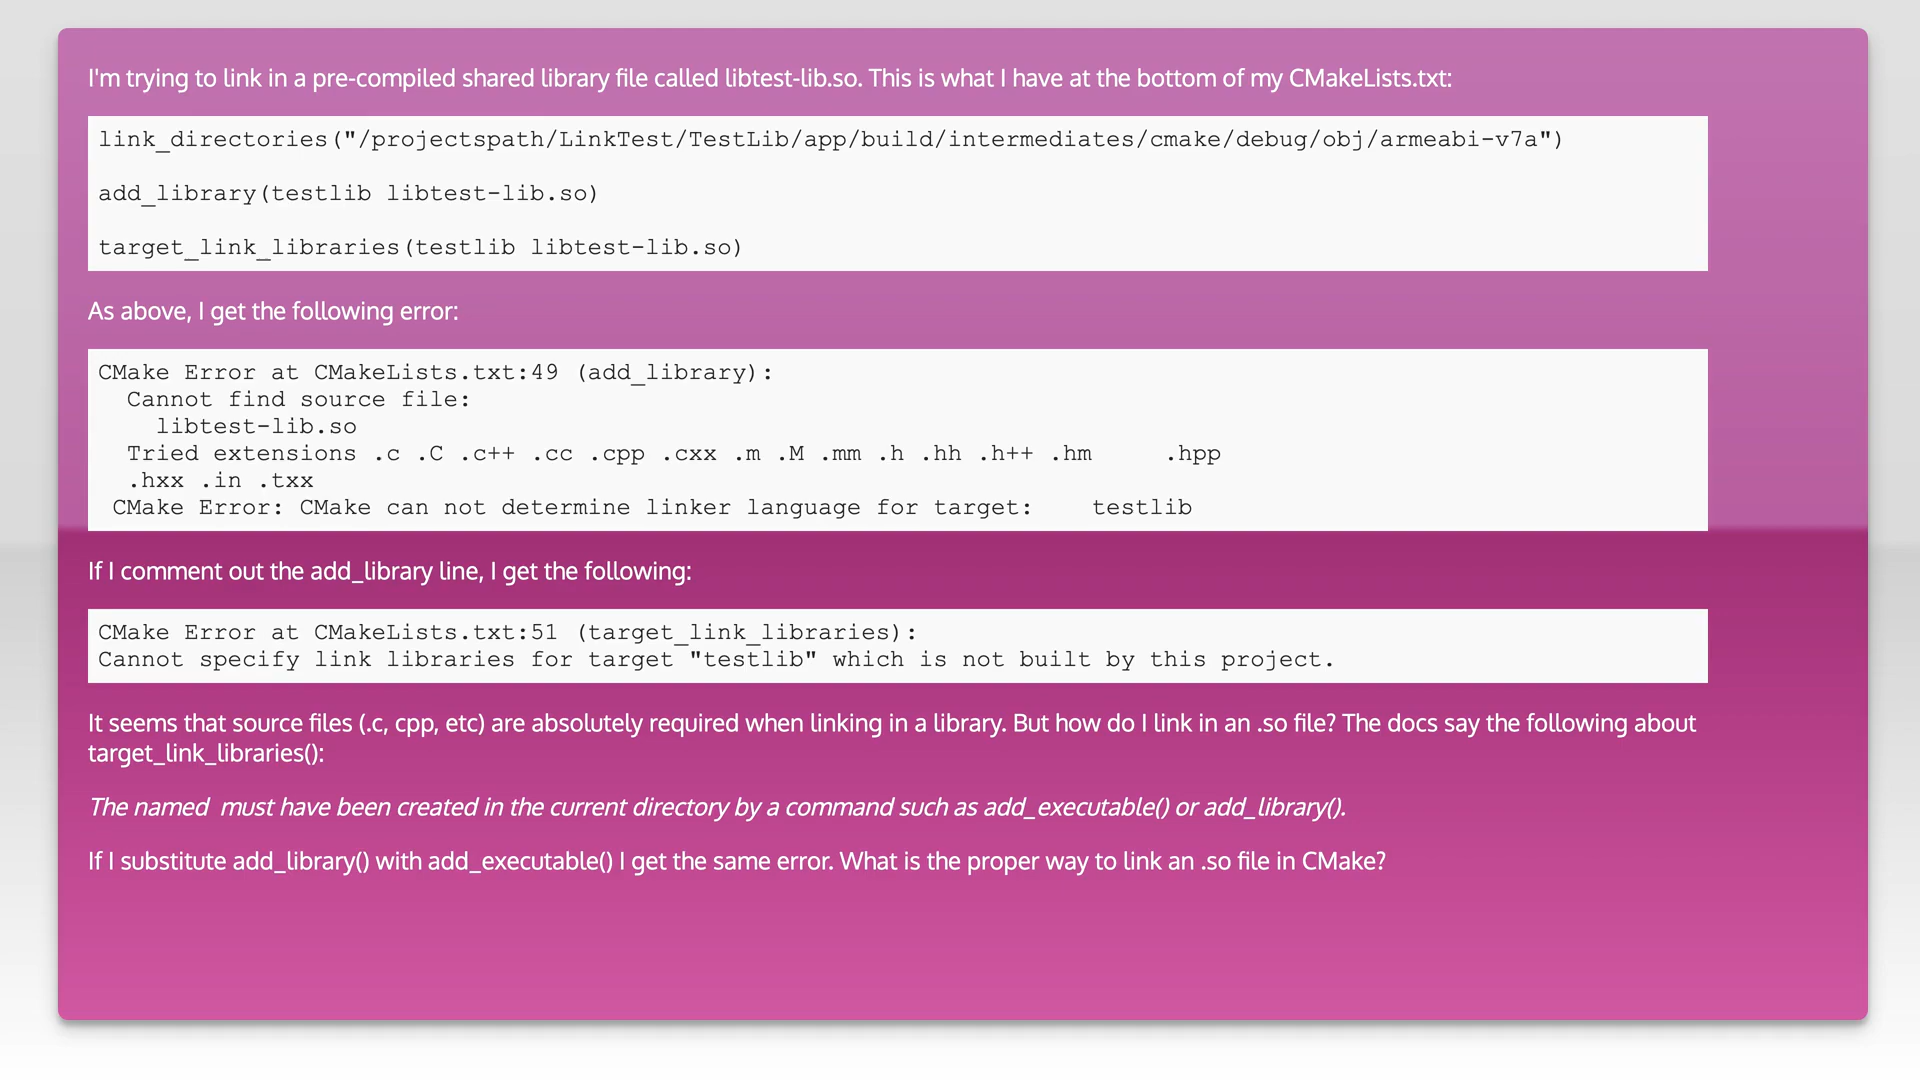 I'm trying to link in a pre-compiled shared library file called libtest-lib.so. This is what I have at the bottom of my CMakeLists.txt:
link_directories("/projectspath/LinkTest/TestLib/app/build/intermediates/cmake/debug/obj/armeabi-v7a")
add_library(testlib libtest-lib.so)
target_link_libraries(testlib libtest-lib.so)
As above, I get the following error:
CMake Error at CMakeLists.txt:49 (add_library):
  Cannot find source file:
    libtest-lib.so
  Tried extensions .c .C .c++ .cc .cpp .cxx .m .M .mm .h .hh .h++ .hm     .hpp
  .hxx .in .txx
 CMake Error: CMake can not determine linker language for target:    testlib
If I comment out the add_library line, I get the following:
CMake Error at CMakeLists.txt:51 (target_link_libraries):
Cannot specify link libraries for target "testlib" which is not built by this project.
It seems that source files (.c, cpp, etc) are absolutely required when linking in a library. But how do I link in an .so file? The docs say the following about
target_link_libraries():
The named  must have been created in the current directory by a command such as add_executable() or add_library().
If I substitute add_library() with add_executable() I get the same error. What is the proper way to link an .so file in CMake?